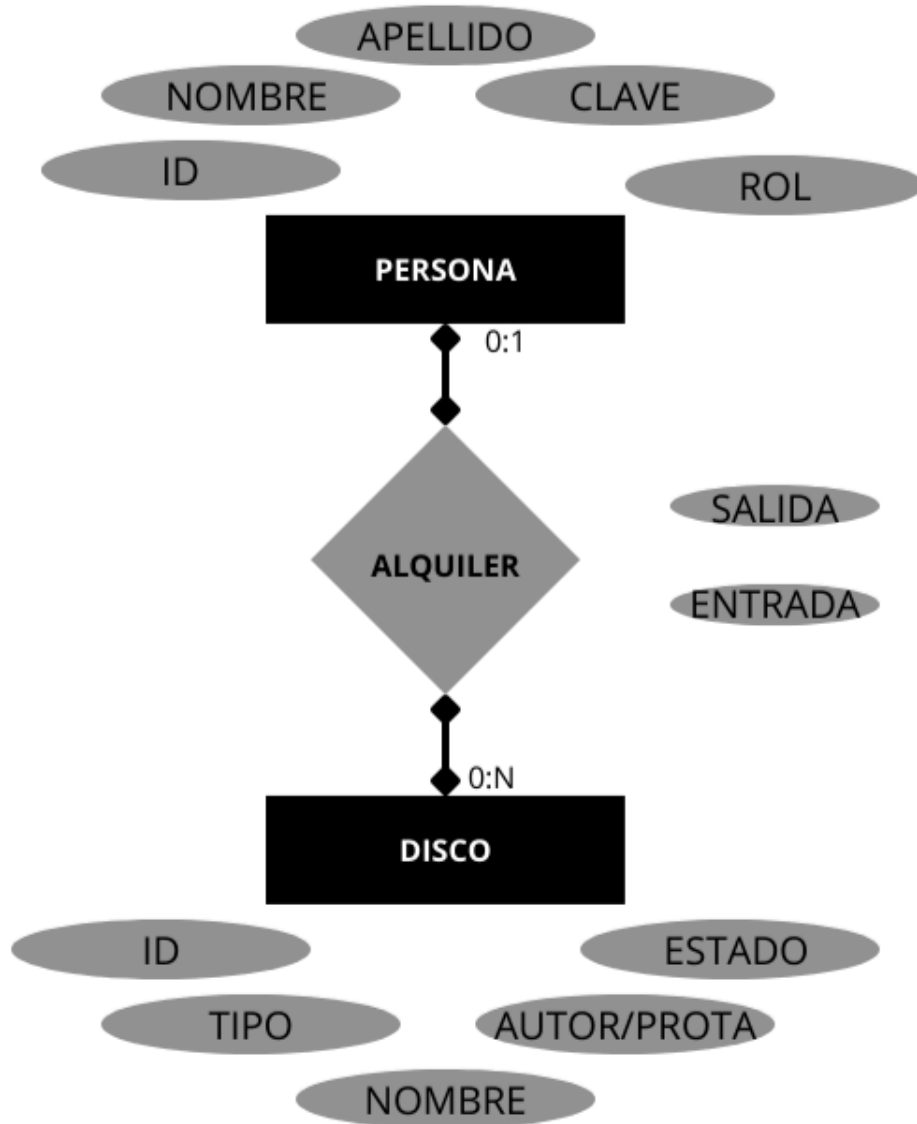 APELLIDO
NOMBRE
CLAVE
ID
ROL
PERSONA
0:1
SALIDA
ALQUILER
ENTRADA
0:N
DISCO
ID
ESTADO
TIPO
AUTOR/PROTA
NOMBRE